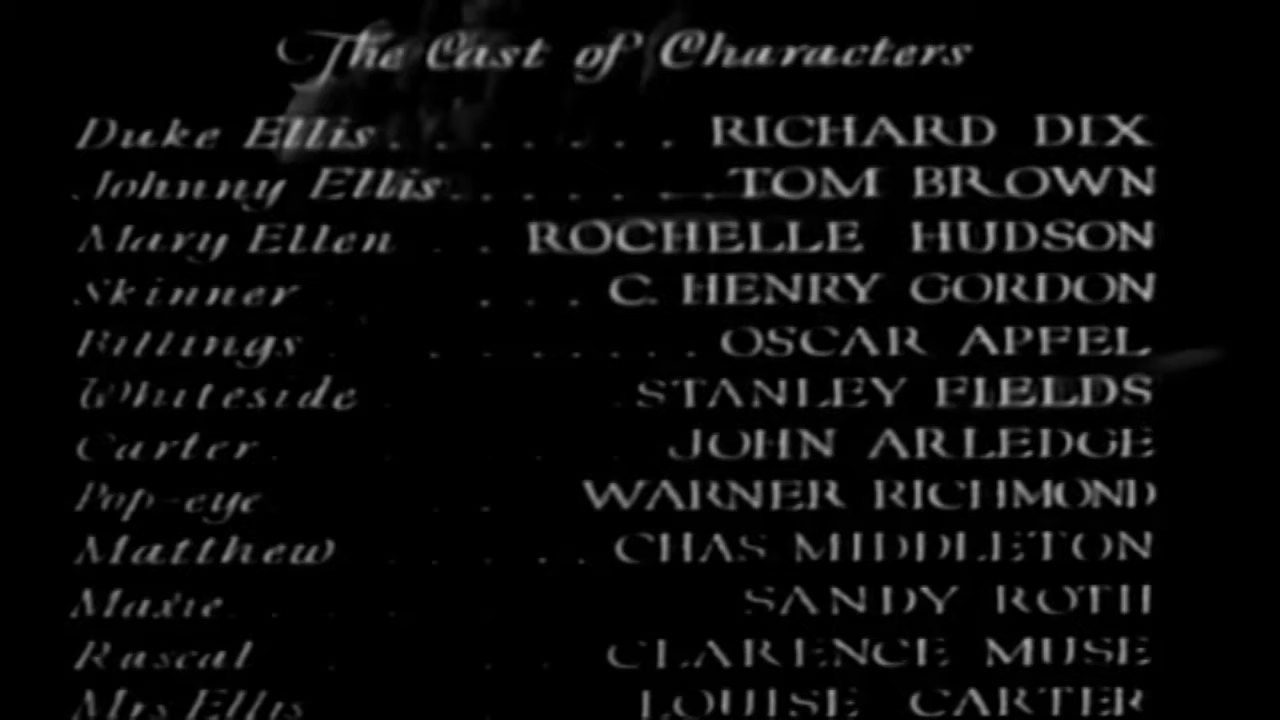 The Cast of Characters
Duke Ellis . . . . . . . RICHARD DIX
Johnny Ellis . . . . . TOM BROWN
Mary Ellen . . ROCHELLE HUDSON
Skinner . . . C. HENRY GORDON
Billings . . . . . . . OSCAR APFEL
Whiteside STANLEY FIELDS
Carter . . . JOHN ARLEDGE
Pop-eye . . WARNER RICHMOND
Matthew . . . . . CHAS MIDDLETON
Maxie . . . . SANDY ROTH
Rascal . . . CLARENCE MUSE
Mrs Ellis . LOUISE CARTER